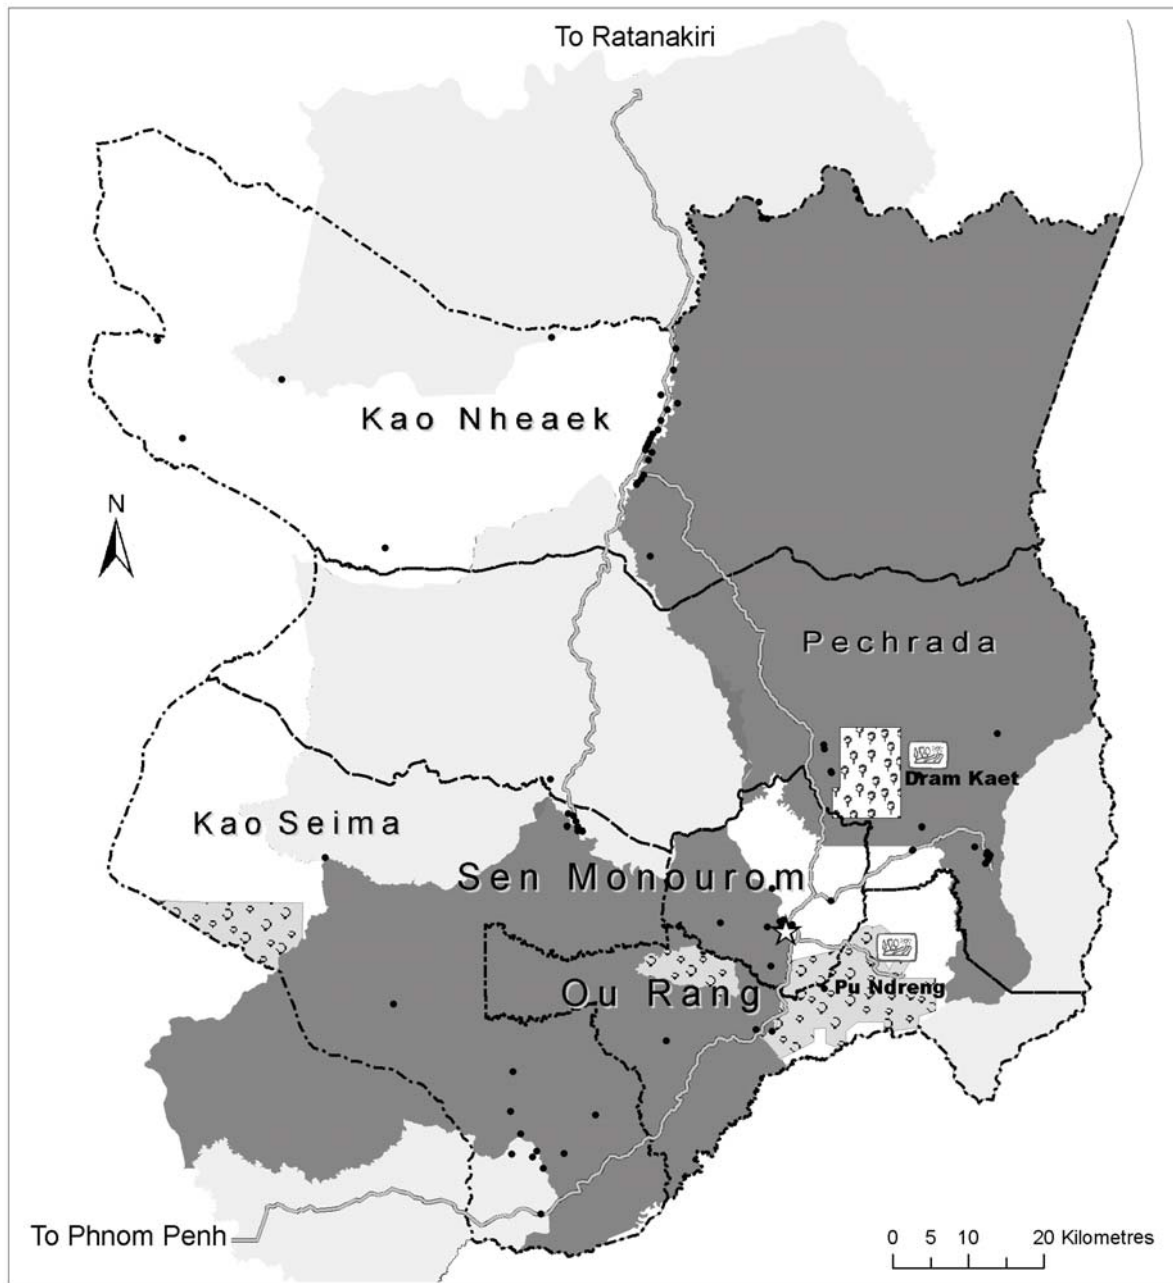 To Ratanakiri
Kao Nheaek
N
Pechrada
Dram Kaet
Kao Seima
Sen Monourom
Ou Rang
Pu Ndreng
To Phnom Penh
0 5 10 20 Kilometres